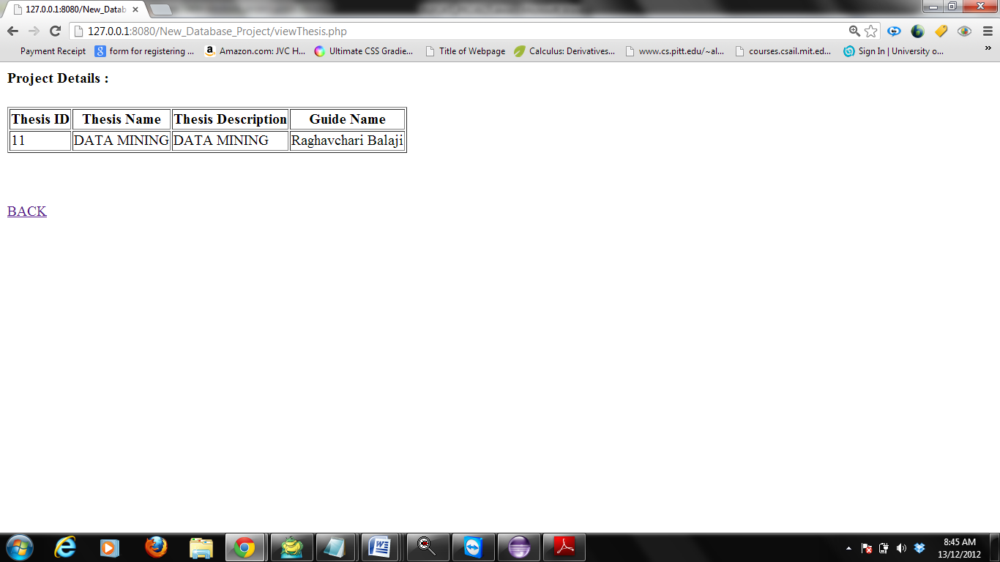 127.0.0.1:8080/New_Datab
127.0.0.1:8080/New_Database_Project/viewThesis.php
Payment Receipt form for registering ... Amazon.com: JVC H... Ultimate CSS Gradie... Title of Webpage Calculus: Derivatives... www.cs.pitt.edu/~al... courses.csail.mit.ed... Sign In | University o... »
Project Details :
Thesis ID Thesis Name Thesis Description Guide Name
11 DATA MINING DATA MINING Raghavchari Balaji
BACK
8:45 AM
13/12/2012